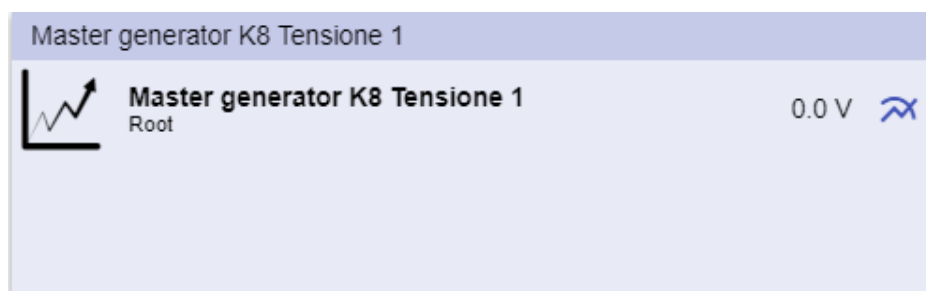 Master generator K8 Tensione 1
Master generator K8 Tensione 1
Root
0.0 V